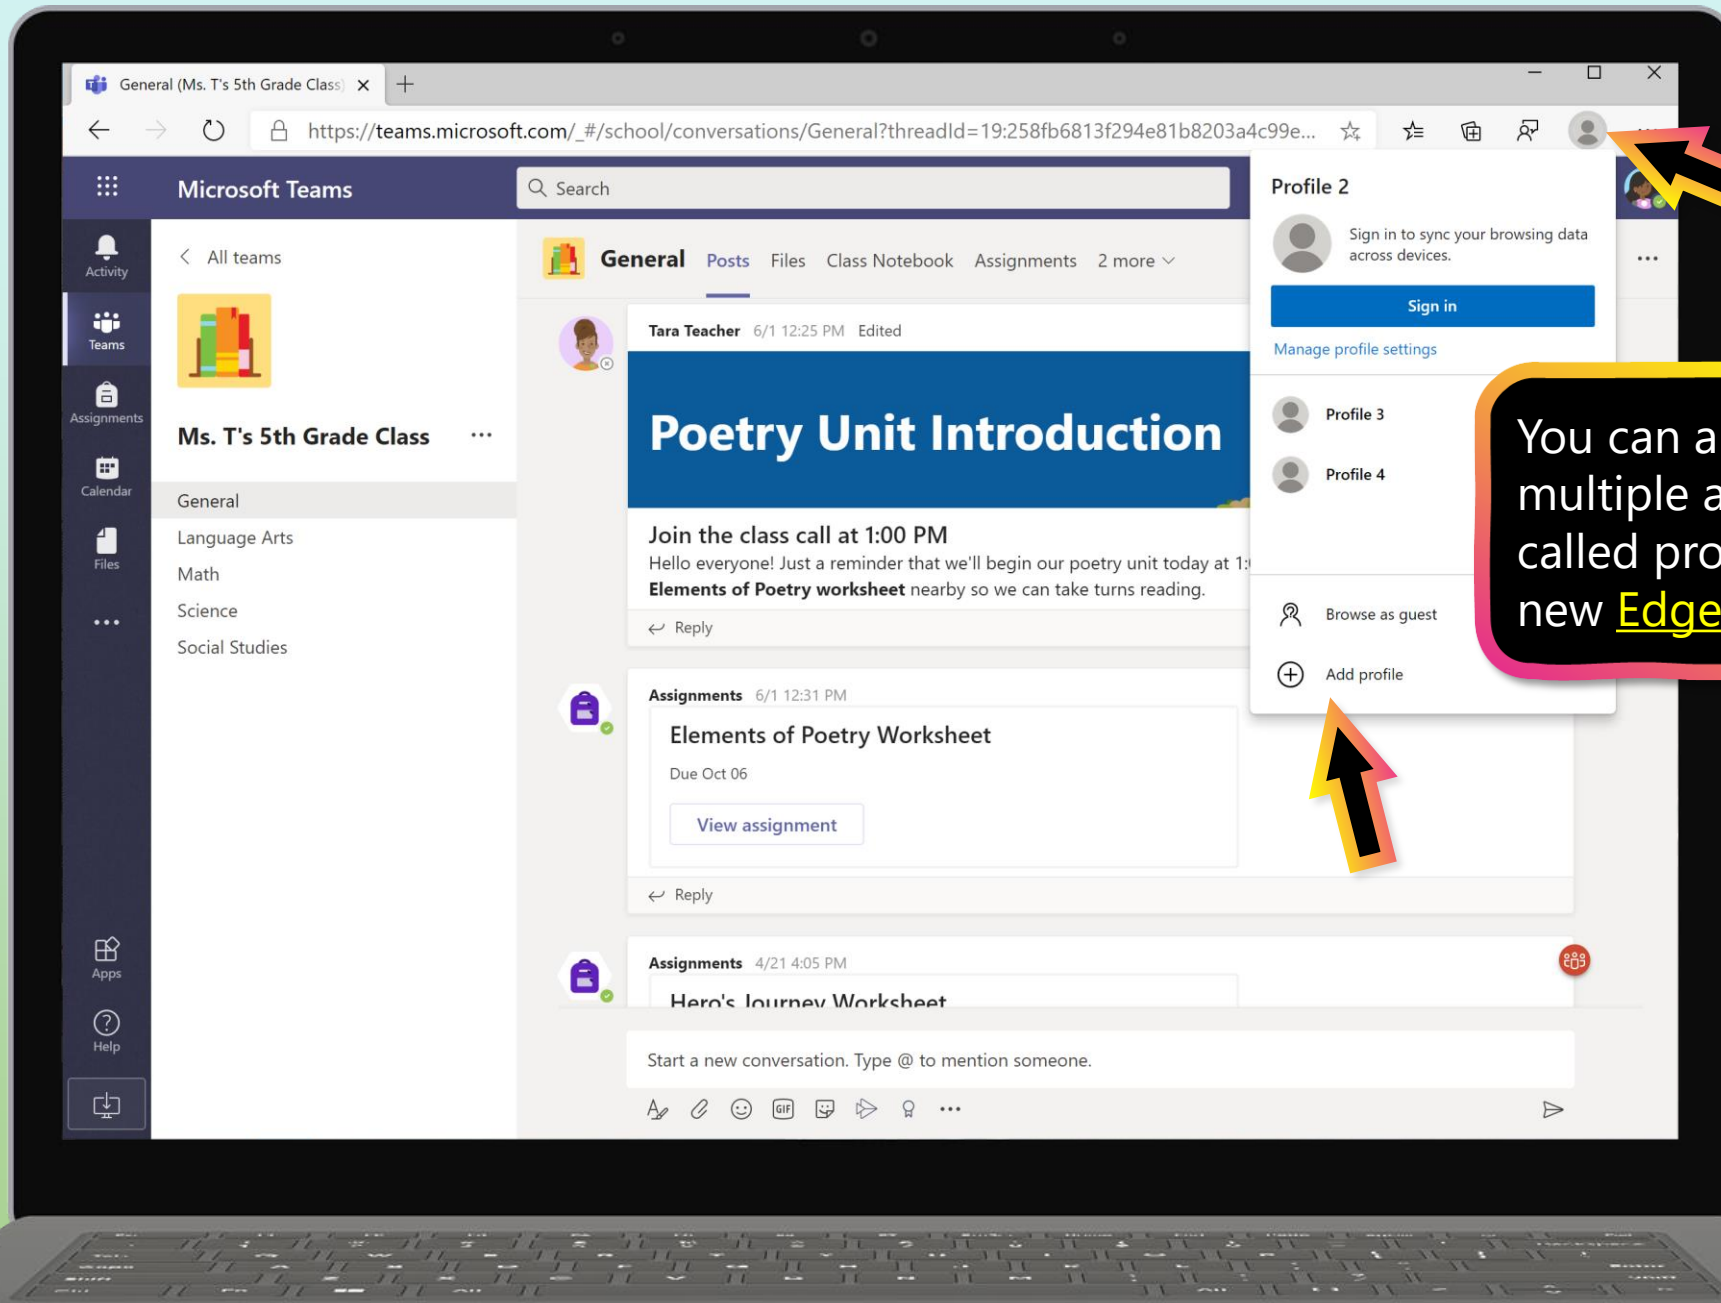 General (Ms. T's 5th Grade Class)
https://teams.microsoft.com/_#/school/conversations/General?threadId=19:258fb6813f294e81b8203a4c99e...
Microsoft Teams
Search
Activity
Teams
Assignments
Calendar
Files
Apps
Help
All teams
Ms. T's 5th Grade Class
General
Language Arts
Math
Science
Social Studies
General Posts Files Class Notebook Assignments 2 more
Tara Teacher 6/1 12:25 PM Edited
Poetry Unit Introduction
Join the class call at 1:00 PM
Hello everyone! Just a reminder that we'll begin our poetry unit today at 1:
Elements of Poetry worksheet nearby so we can take turns reading.
Reply
Assignments 6/1 12:31 PM
Elements of Poetry Worksheet
Due Oct 06
View assignment
Reply
Assignments 4/21 4:05 PM
Hero's Journey Worksheet
Start a new conversation. Type @ to mention someone.
GIF
Profile 2
Sign in to sync your browsing data
across devices.
Sign in
Manage profile settings
Profile 3
Profile 4
Browse as guest
Add profile
You can a
multiple a
called pro
new Edge